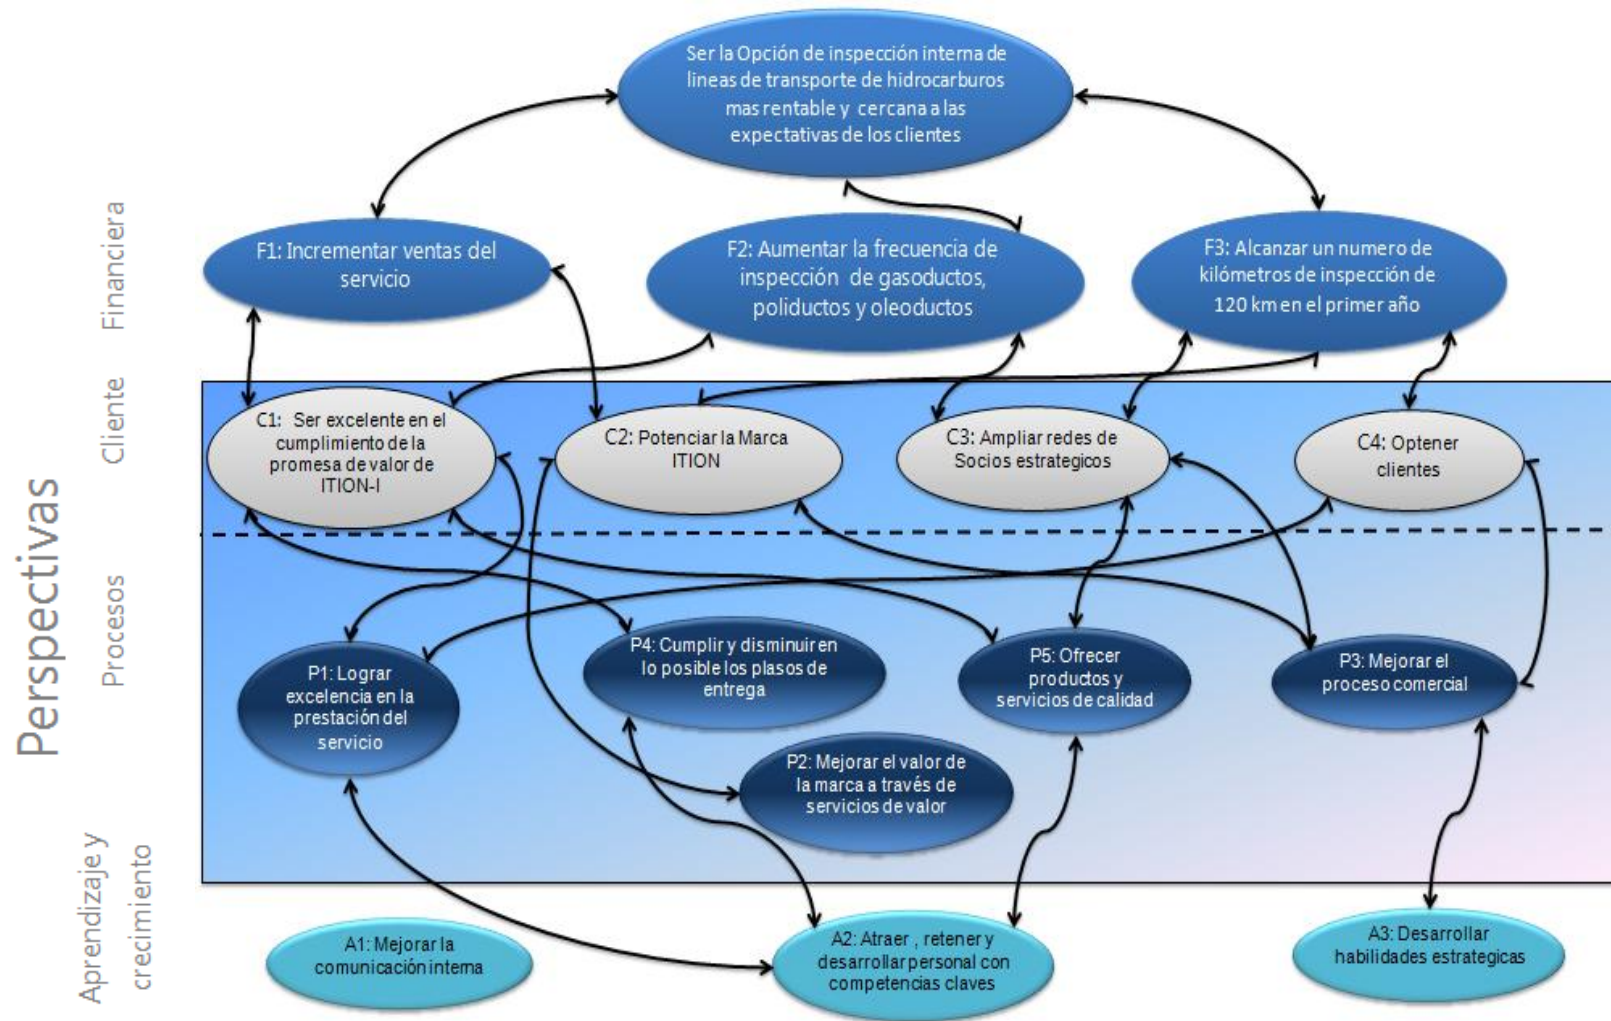 Ser la Opción de inspección interna de
lineas de transporte de hidrocarburos
mas rentable y cercana a las
expectativas de los clientes
Perspectivas
Financiera
F1: Incrementar ventas del
servicio
F2: Aumentar la frecuencia de
inspección de gasoductos,
poliductos y oleoductos
F3: Alcanzar un numero de
kilómetros de inspección de
120 km en el primer año
Cliente
C1: Ser excelente en el
cumplimiento de la
promesa de valor de
ITION-I
C2: Potenciar la Marca
ITION
C3: Ampliar redes de
Socios estrategicos
C4: Optener
clientes
Procesos
P1: Lograr
excelencia en la
prestación del
servicio
P4: Cumplir y disminuir en
lo posible los plasos de
entrega
P5: Ofrecer
productos y
servicios de calidad
P3: Mejorar el
proceso comercial
P2: Mejorar el valor de
la marca a través de
servicios de valor
Aprendizaje y
crecimiento
A1: Mejorar la
comunicación interna
A2: Atraer , retener y
desarrollar personal con
competencias claves
A3: Desarrollar
habilidades estrategicas